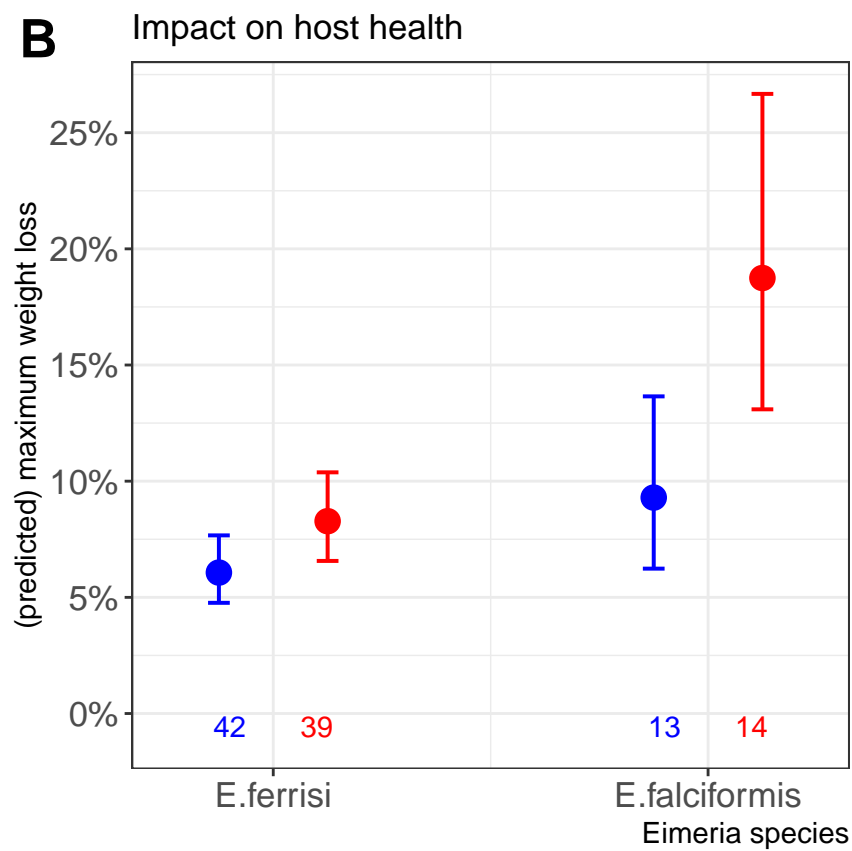 B
Impact on host health
(predicted) maximum weight loss
25%
20%
15%
10%
5%
0%
42 39 13 14
E.ferrisi E.falciformis
Eimeria species